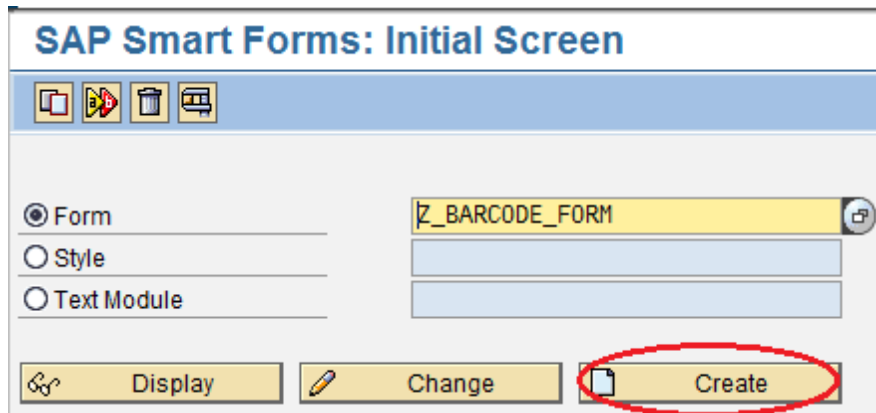 SAP Smart Forms: Initial Screen
Form Z_BARCODE_FORM
Style
Text Module
Display Change Create